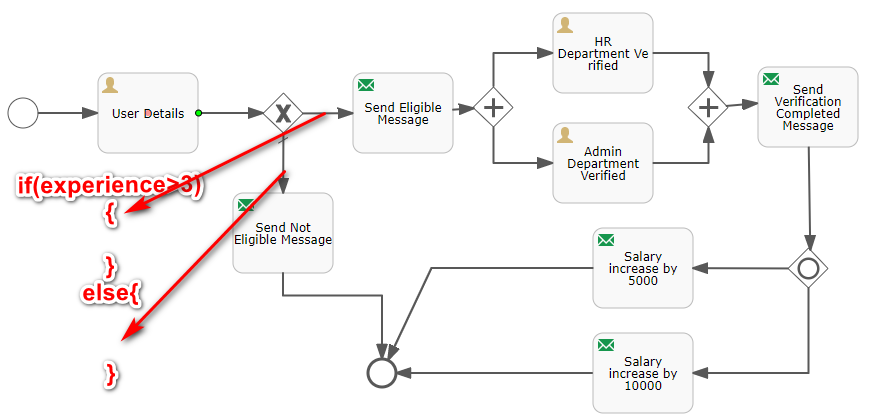 HR
Department Ve
rified
User Details
X
Send Eligible
Message
Send
Verification
Completed
Message
Admin
Department
Verified
if(experience>3)
{
}
else{
}
Send Not
Eligible Message
Salary
increase by
5000
Salary
increase by
10000